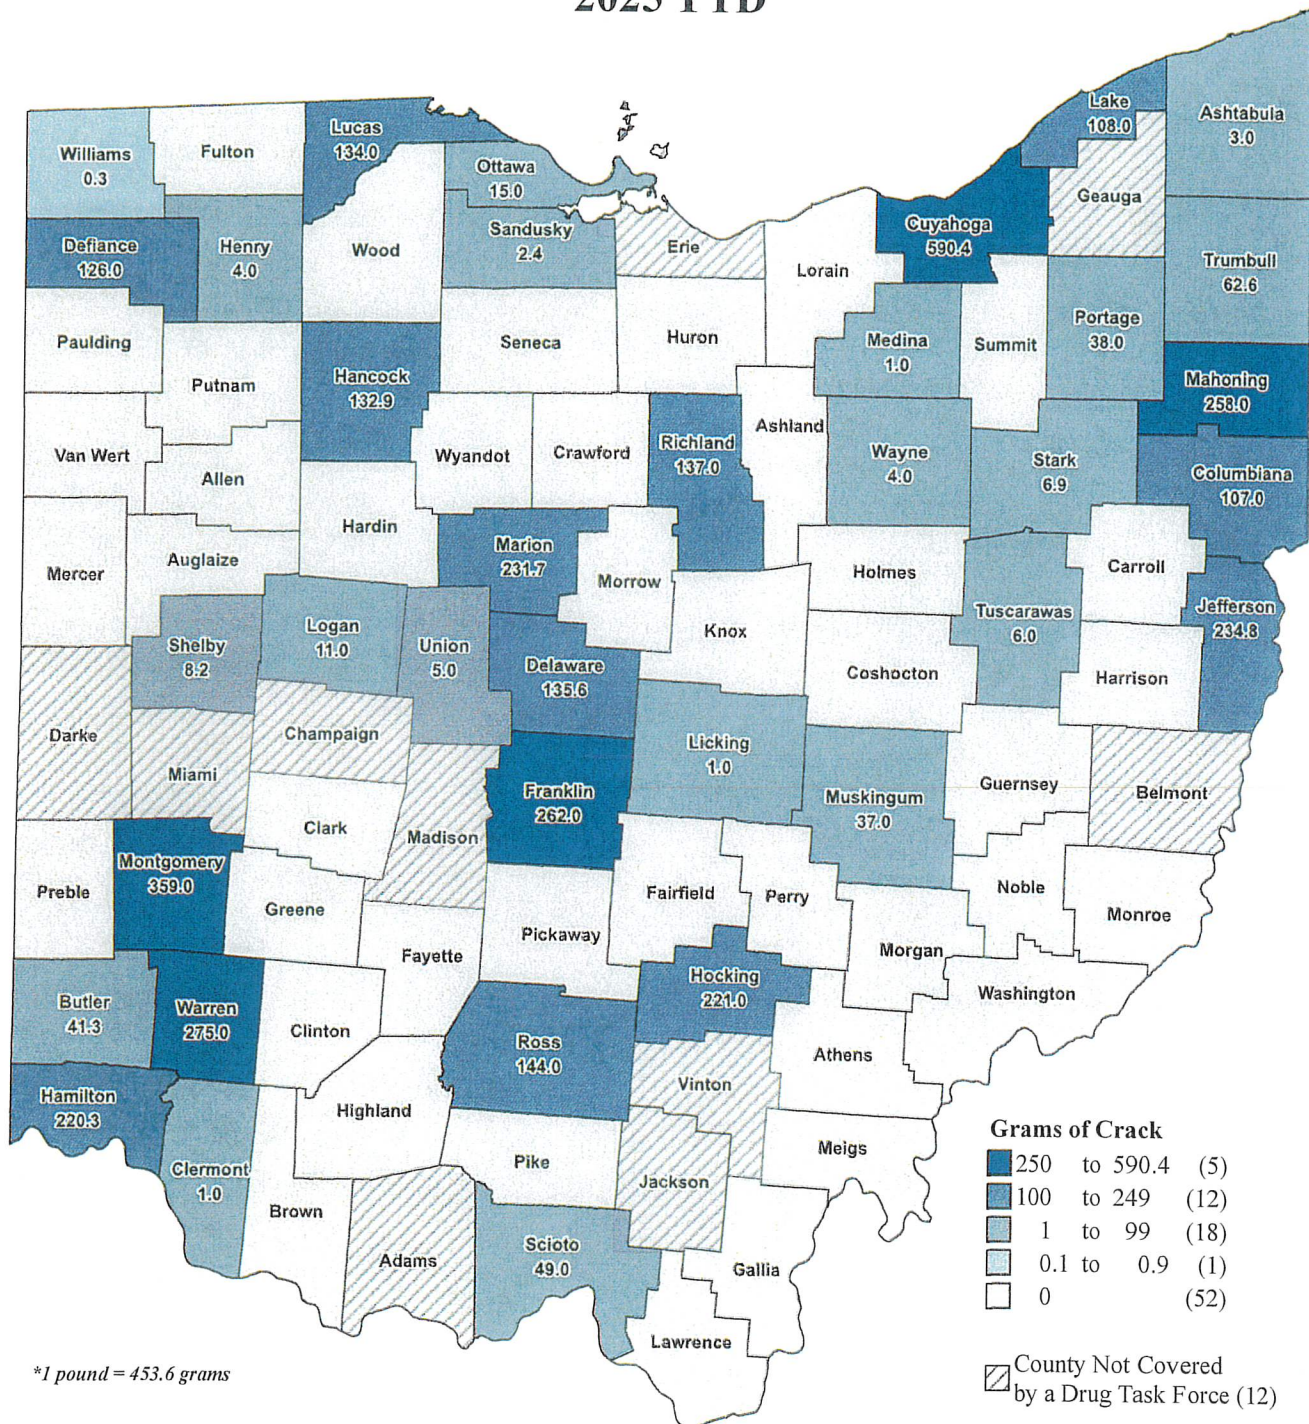 YTD
Lake
108.0
Ashtabula
3.0
Williams
0.3
Fulton
Lucas
134.0
Ottawa
15.0
Geauga
Defiance
126.0
Henry
4.0
Wood
Sandusky
2.4
Erie
Lorain
Cuyahoga
590.4
Trumbull
62.6
Paulding
Putnam
Hancock
132.9
Seneca
Huron
Medina
1.0
Summit
Portage
38.0
Mahoning
258.0
Van Wert
Allen
Wyandot
Crawford
Richland
137.0
Ashland
Wayne
4.0
Stark
6.9
Columbiana
107.0
Mercer
Auglaize
Hardin
Marion
231.7
Morrow
Holmes
Carroll
Shelby
8.2
Logan
11.0
Union
5.0
Delaware
135.6
Knox
Coshocton
Tuscarawas
6.0
Harrison
Jefferson
234.8
Darke
Miami
Champaign
Licking
1.0
Muskingum
37.0
Guernsey
Belmont
Clark
Madison
Franklin
262.0
Preble
Montgomery
359.0
Greene
Fairfield
Perry
Noble
Monroe
Fayette
Pickaway
Morgan
Washington
Butler
41.3
Warren
275.0
Clinton
Hocking
221.0
Ross
144.0
Athens
Vinton
Hamilton
220.3
Highland
Meigs
Clermont
1.0
Pike
Jackson
Brown
Adams
Scioto
49.0
Gallia
Lawrence
Grams of Crack
250 to 590.4 (5)
100 to 249 (12)
1 to 99 (18)
0.1 to 0.9 (1)
0 (52)
County Not Covered
by a Drug Task Force (12)
*1 pound = 453.6 grams